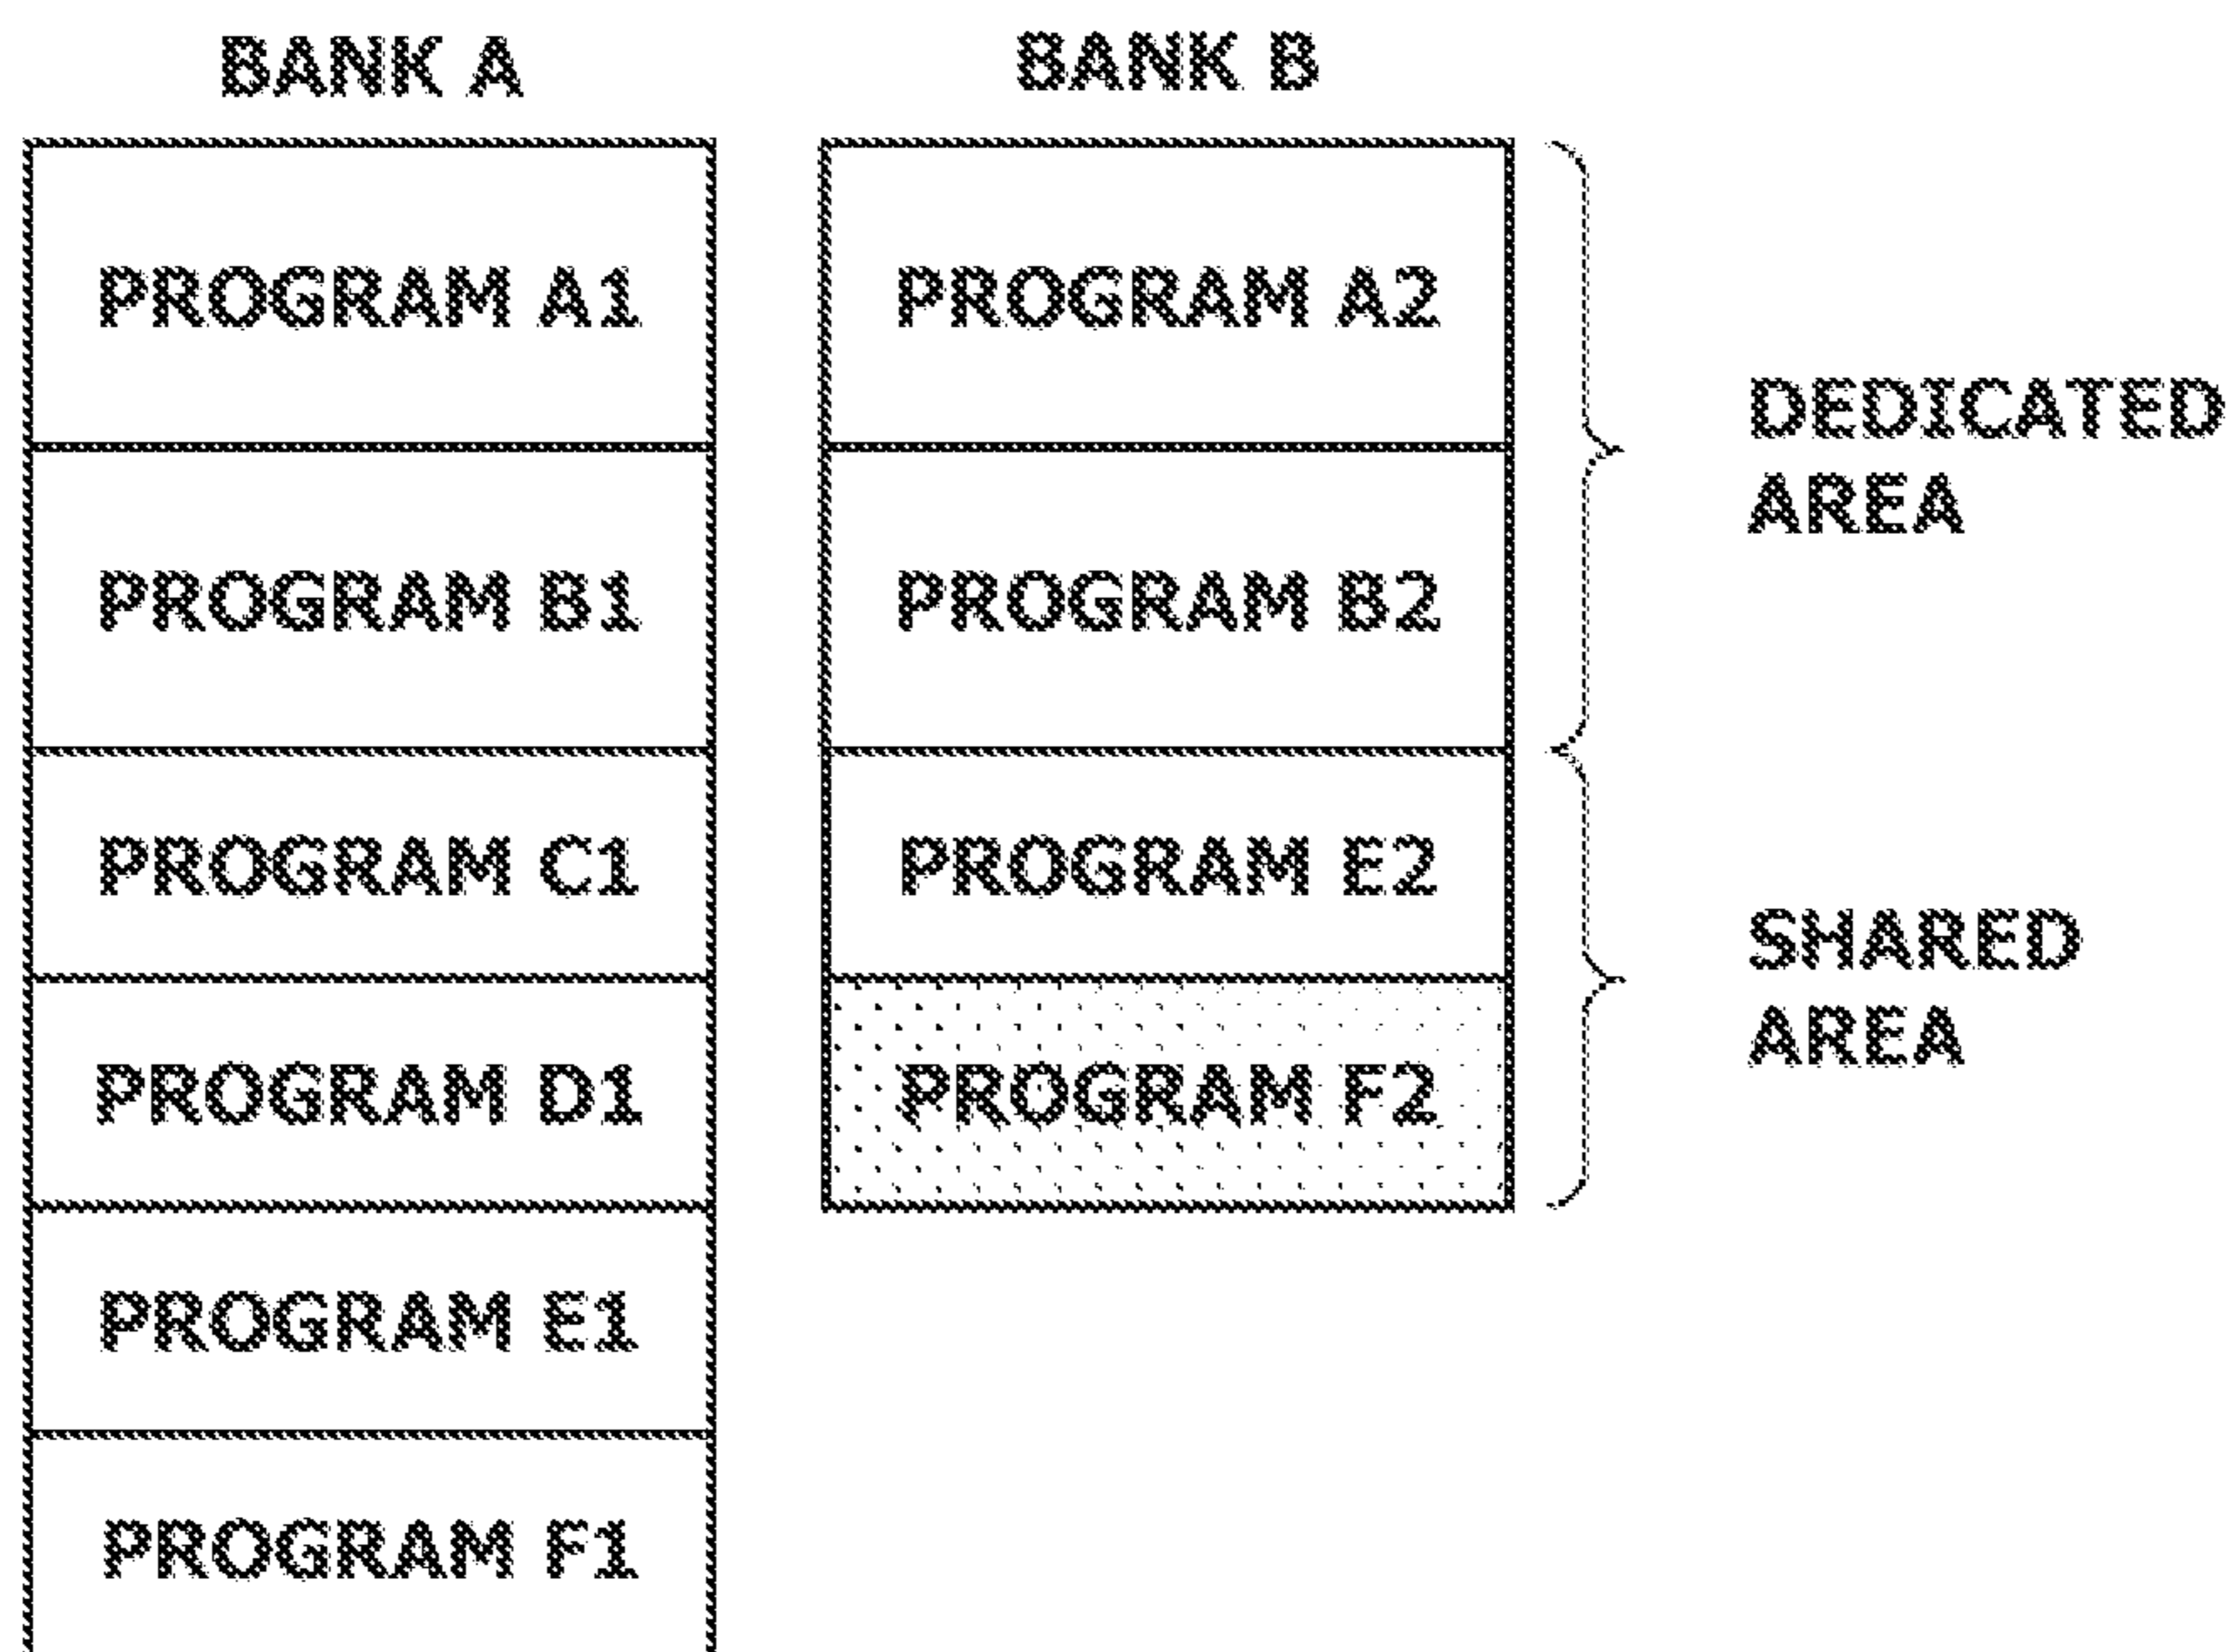 BANK A
PROGRAM A1
PROGRAM B1
PROGRAM C1
PROGRAM D1
PROGRAM E1
PROGRAM F1
BANK B
PROGRAM A2
PROGRAM B2
PROGRAM E2
PROGRAM F2
DEDICATED
AREA
SHARED
AREA